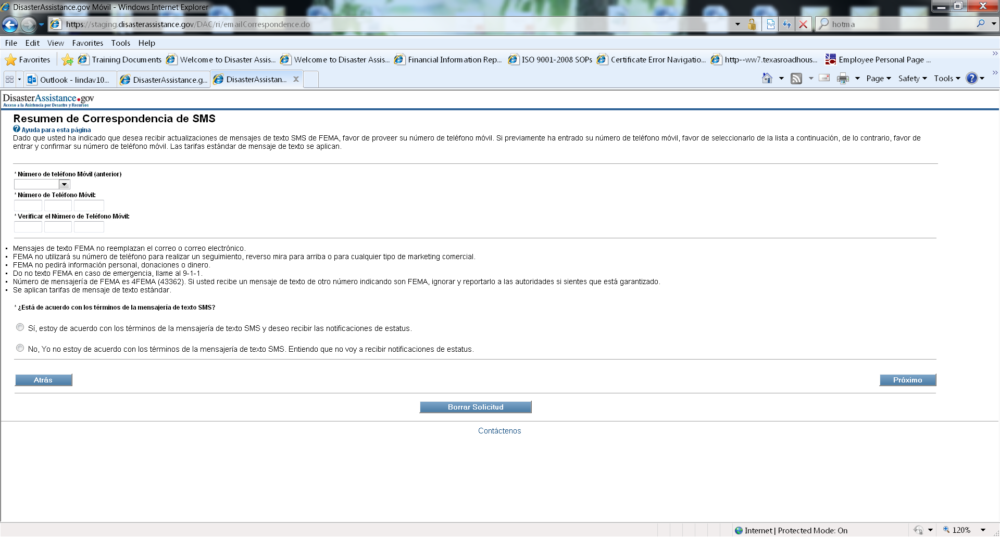 DisasterAssistance.gov Móvil - Windows Internet Explorer
https://staging.disasterassistance.gov/DAC/ri/emailCorrespondence.do
hotma
File Edit View Favorites Tools Help
Favorites Training Documents Welcome to Disaster Assis... Welcome to Disaster Assis... Financial Information Rep... ISO 9001-2008 SOPs Certificate Error Navigatio... http--ww7.texasroadhous... Employee Personal Page ...
Outlook - lindav10... DisasterAssistance.g... DisasterAssistan... Page Safety Tools
DisasterAssistance.gov
Acceso a la Asistencia por Desastre y Recursos
Resumen de Correspondencia de SMS
Ayuda para esta página
Dado que usted ha indicado que desea recibir actualizaciones de mensajes de texto SMS de FEMA, favor de proveer su número de teléfono móvil. Si previamente ha entrado su número de teléfono móvil, favor de seleccionarlo de la lista a continuación, de lo contrario, favor de
entrar y confirmar su número de teléfono móvil. Las tarifas estándar de mensaje de texto se aplican.
* Número de teléfono Móvil (anterior)
* Número de Teléfono Móvil:
* Verificar el Número de Teléfono Móvil:
• Mensajes de texto FEMA no reemplazan el correo o correo electrónico.
• FEMA no utilizará su número de teléfono para realizar un seguimiento, reverso mira para arriba o para cualquier tipo de marketing comercial.
• FEMA no pedirá información personal, donaciones o dinero.
• Do no texto FEMA en caso de emergencia, llame al 9-1-1.
• Número de mensajería de FEMA es 4FEMA (43362). Si usted recibe un mensaje de texto de otro número indicando son FEMA, ignorar y reportarlo a las autoridades si sientes que está garantizado.
• Se aplican tarifas de mensaje de texto estándar.
* ¿Está de acuerdo con los términos de la mensajería de texto SMS?
Sí, estoy de acuerdo con los términos de la mensajería de texto SMS y deseo recibir las notificaciones de estatus.
No, Yo no estoy de acuerdo con los términos de la mensajería de texto SMS. Entiendo que no voy a recibir notificaciones de estatus.
Atrás Próximo
Borrar Solicitud
Contáctenos
Internet | Protected Mode: On 120%